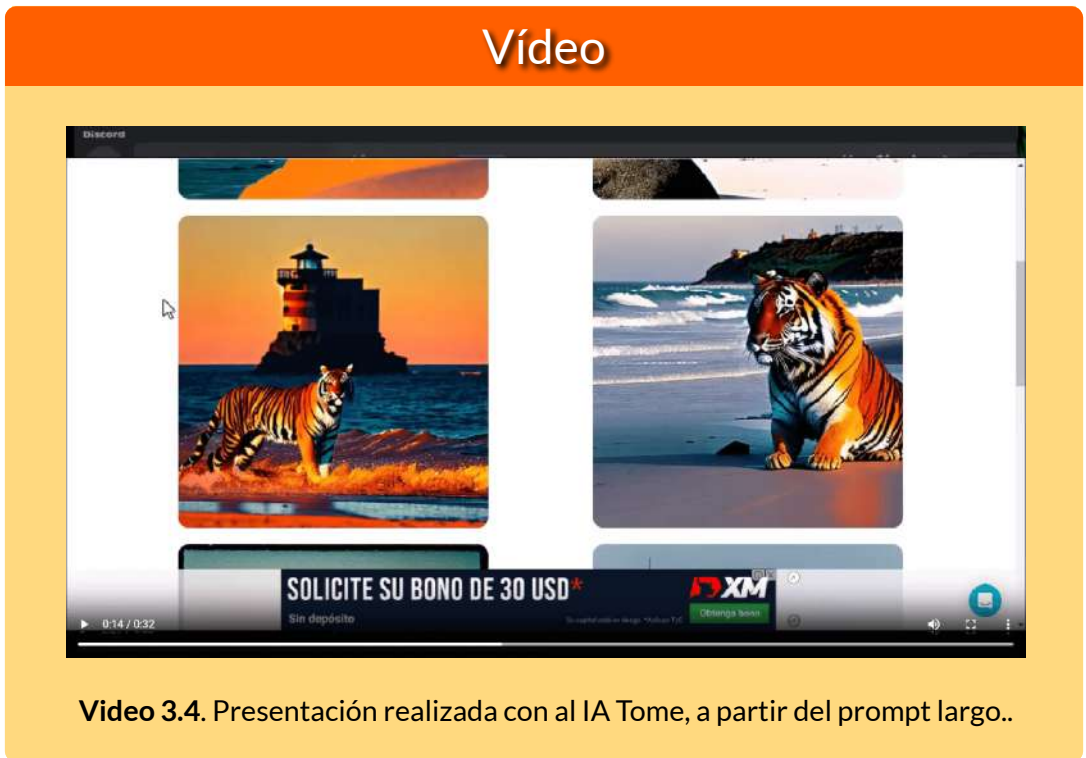 Vídeo
Discord
SOLICITE SU BONO DE 30 USD*
XM
Sin depósito
Obtenga bono
0:14 / 0:32
Video 3.4. Presentación realizada con al IA Tome, a partir del prompt largo..